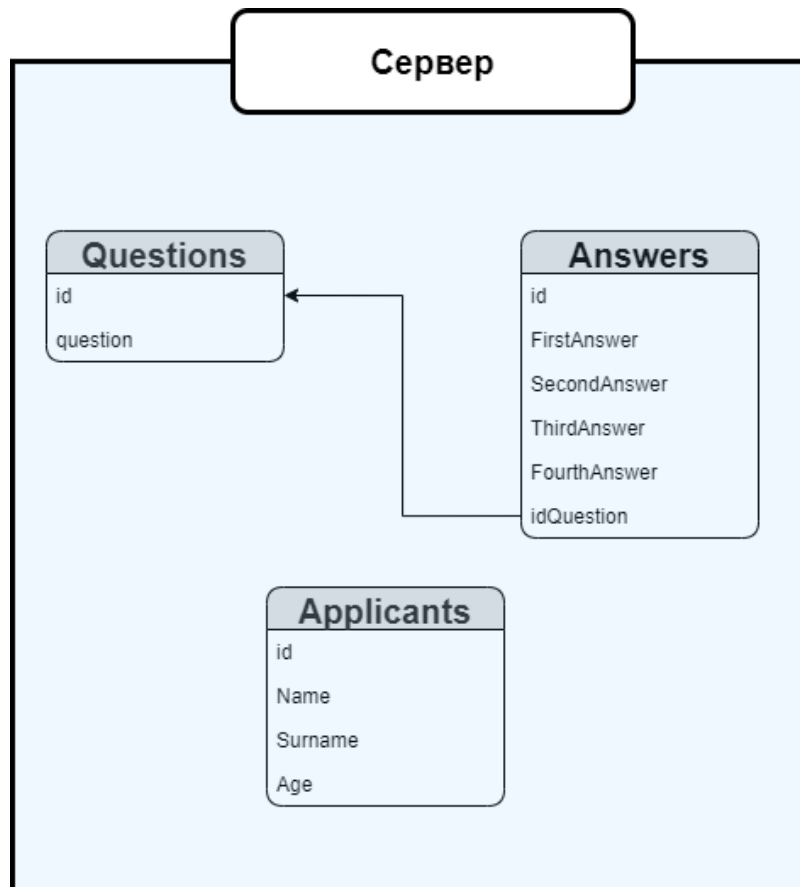 Сервер
Questions
id
question
Answers
id
FirstAnswer
SecondAnswer
ThirdAnswer
FourthAnswer
idQuestion
Applicants
id
Name
Surname
Age